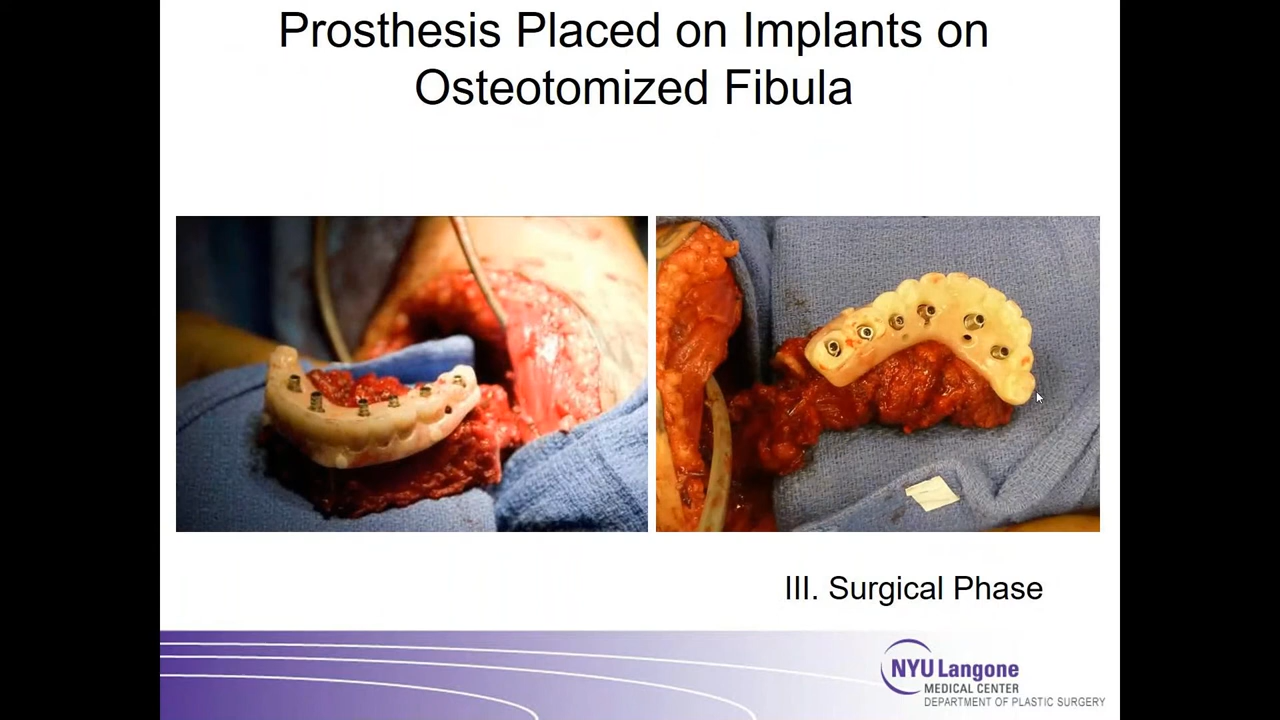 Prosthesis Placed on Implants on
Osteotomized Fibula
III. Surgical Phase
NYU Langone
MEDICAL CENTER
DEPARTMENT OF PLASTIC SURGERY